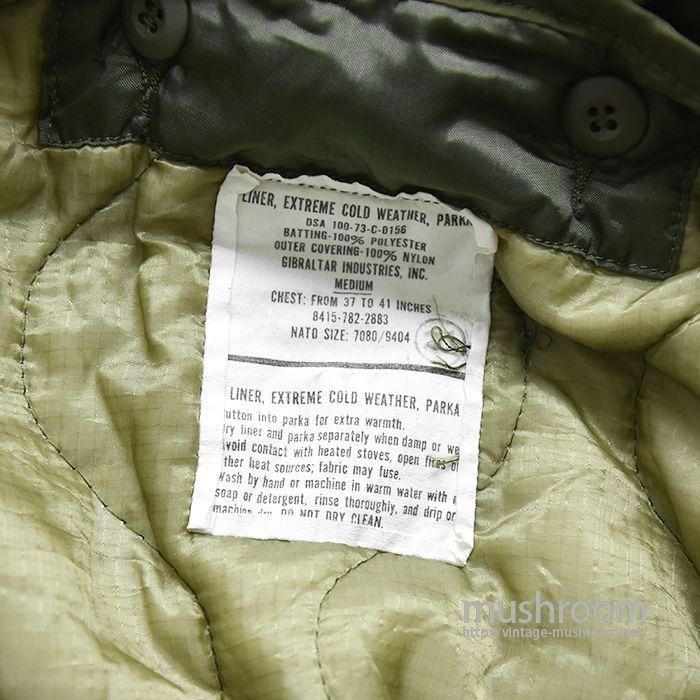 LINER, EXTREME COLD WEATHER, PARKA
DSA 100-73-C-0156
BATTING-100% POLYESTER
OUTER COVERING-100% NYLON
GIBRALTAR INDUSTRIES, INC.
MEDIUM
CHEST: FROM 37 TO 41 INCHES
8415-782-2883
NATO SIZE: 7080/9404
LINER, EXTREME COLD WEATHER, PARKA
utton into parka for extra warmth.
ry liner and parka separately when damp or we
void contact with heated stoves, open fires o
ther heat sources; fabric may fuse.
Wash by hand or machine in warm water with
soap or detergent, rinse thoroughly, and drip or
machine dry. DO NOT DRY CLEAN.
mushroom
https://vintage-mushroom.net/